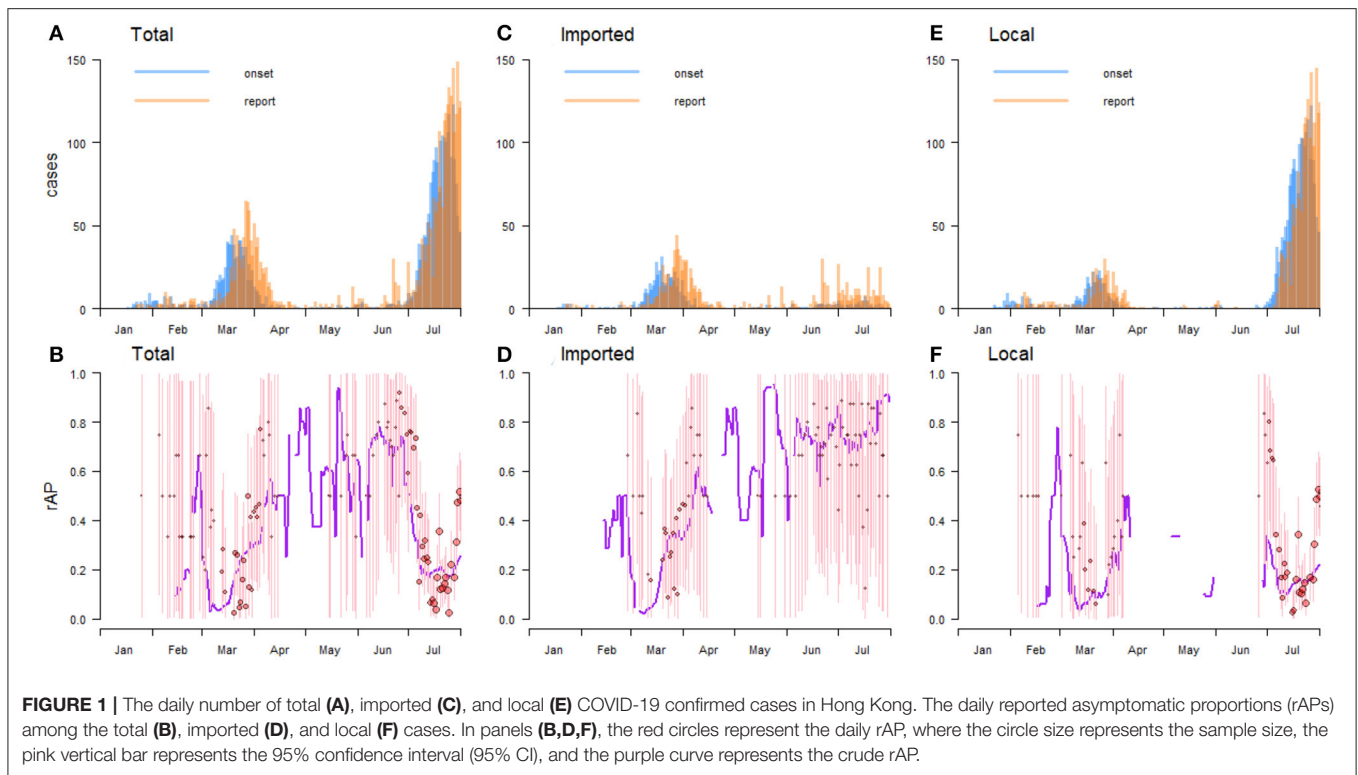 A Total
onset
report
150
100
50
0
cases
Jan Feb Mar Apr May Jun Jul
C Imported
onset
report
150
100
50
0
Jan Feb Mar Apr May Jun Jul
E Local
onset
report
150
100
50
0
Jan Feb Mar Apr May Jun Jul
B Total
1.0
0.8
0.6
0.4
0.2
0.0
rAP
Jan Feb Mar Apr May Jun Jul
D Imported
1.0
0.8
0.6
0.4
0.2
0.0
Jan Feb Mar Apr May Jun Jul
F Local
1.0
0.8
0.6
0.4
0.2
0.0
Jan Feb Mar Apr May Jun Jul
FIGURE 1 | The daily number of total (A), imported (C), and local (E) COVID-19 confirmed cases in Hong Kong. The daily reported asymptomatic proportions (rAPs)
among the total (B), imported (D), and local (F) cases. In panels (B,D,F), the red circles represent the daily rAP, where the circle size represents the sample size, the
pink vertical bar represents the 95% confidence interval (95% CI), and the purple curve represents the crude rAP.